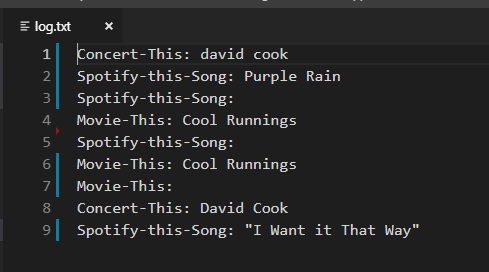 log.txt
1 Concert-This: david cook
2 Spotify-this-Song: Purple Rain
3 Spotify-this-Song:
4 Movie-This: Cool Runnings
5 Spotify-this-Song:
6 Movie-This: Cool Runnings
7 Movie-This:
8 Concert-This: David Cook
9 Spotify-this-Song: "I Want it That Way"